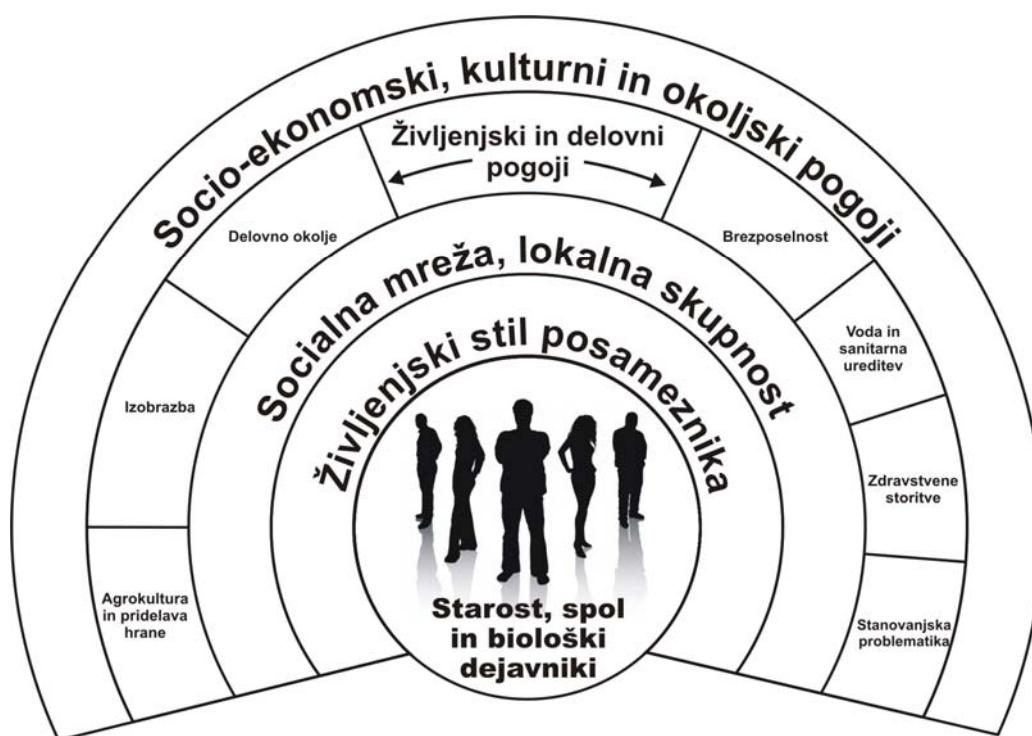 Socio-ekonomski, kulturni in okoljski pogoji
Življenjski in delovni
pogoji
Delovno okolje
Brezposelnost
Socialna mreža, lokalna skupnost
Življenjski stil posameznika
Izobrazba
Voda in
sanitarna
ureditev
Zdravstvene
storitve
Agrokultura
in pridelava
hrane
Stanovanjska
problematika
Starost, spol
in biološki
dejavniki